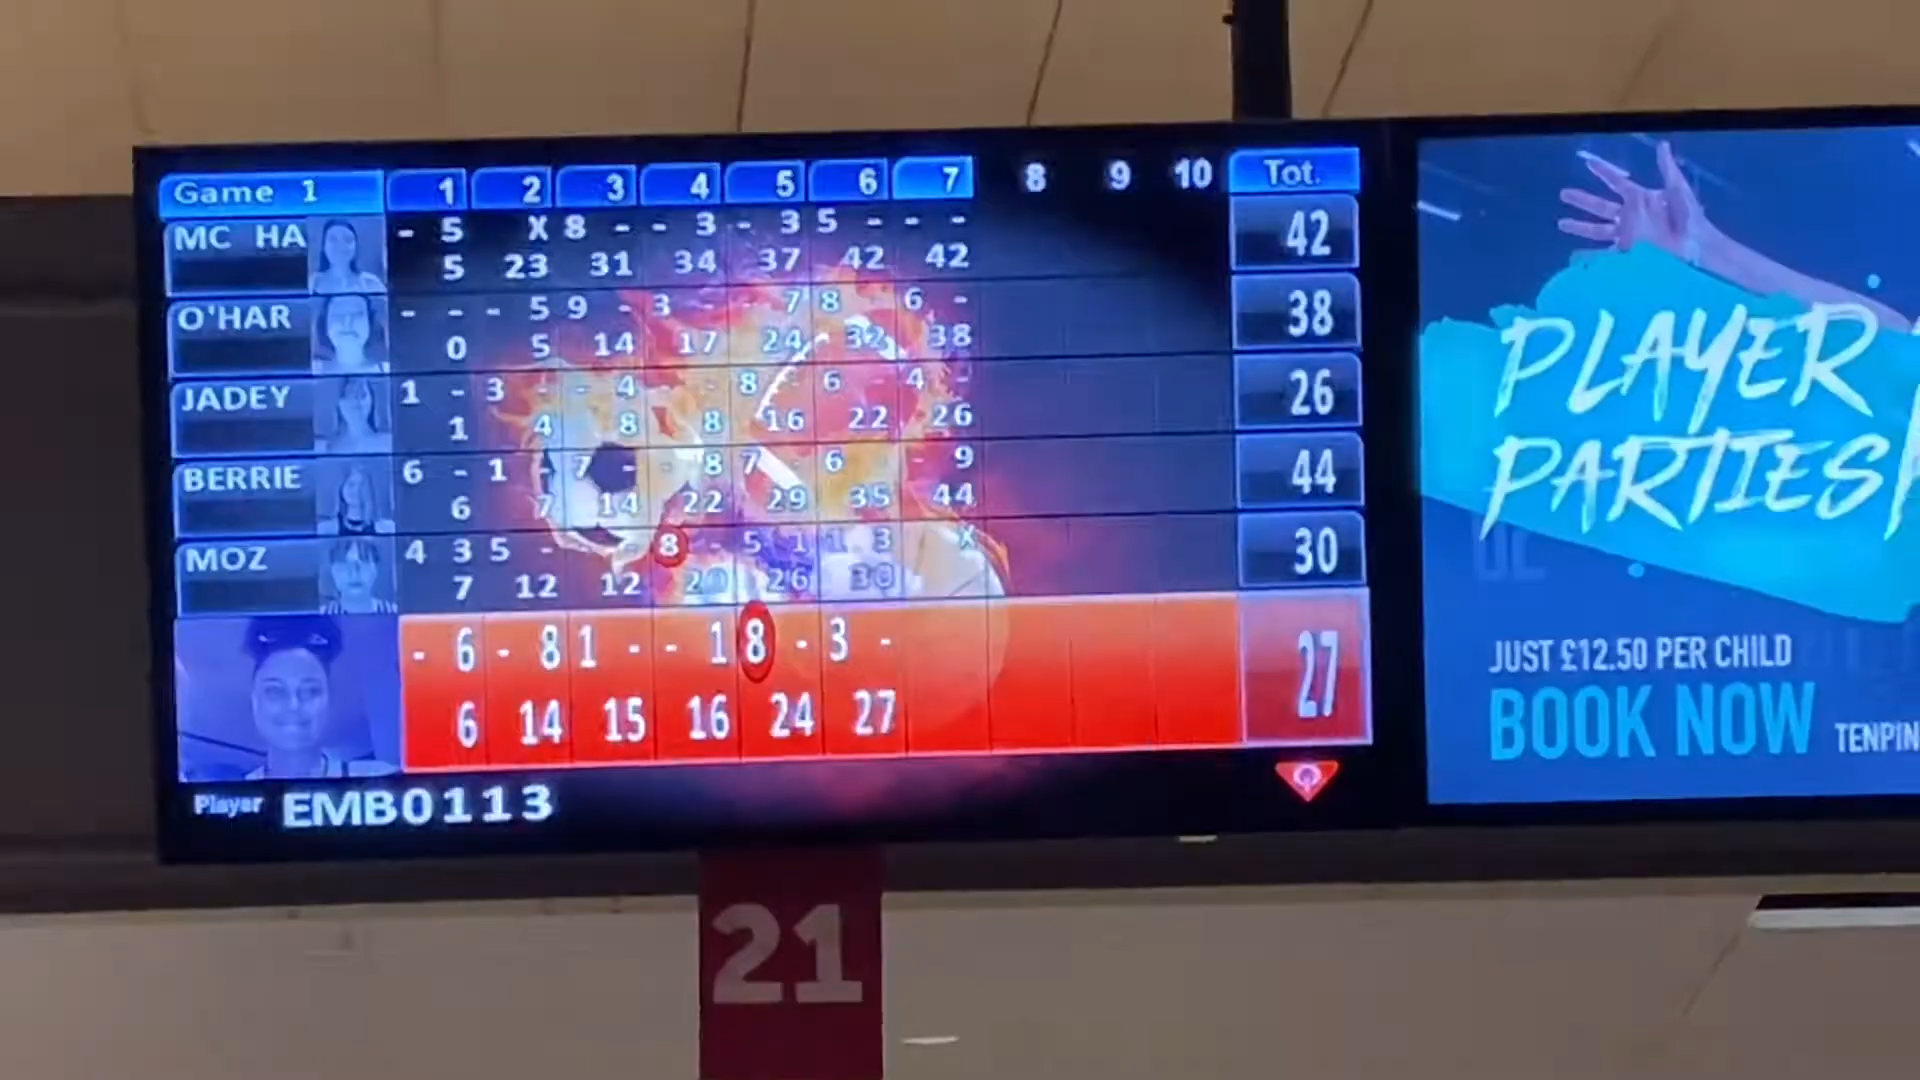 Game 1 1 2 3 4 5 6 7 8 9 10 Tot.
MC HA - 5 X 8 - - 3 - 3 5 - - - 42
5 23 31 34 37 42 42
O'HAR - - - 5 9 - 3 - - 7 8 - 6 - 38
0 5 14 17 24 32 38
JADEY 1 - 3 - - 4 - 8 8 - 6 - 4 - 26
1 4 8 8 16 22 26
BERRIE 6 - 1 - 7 - - 8 7 - 6 - - 9 44
6 7 14 22 29 35 44
MOZ 4 3 5 - - - 8 - 5 1 1 3 X 30
7 12 12 20 26 30
- 6 - 8 1 - - 1 8 - 3 - 27
6 14 15 16 24 27
Player EMB0113
21
PLAYER
PARTIES
JUST £12.50 PER CHILD
BOOK NOW TENPIN